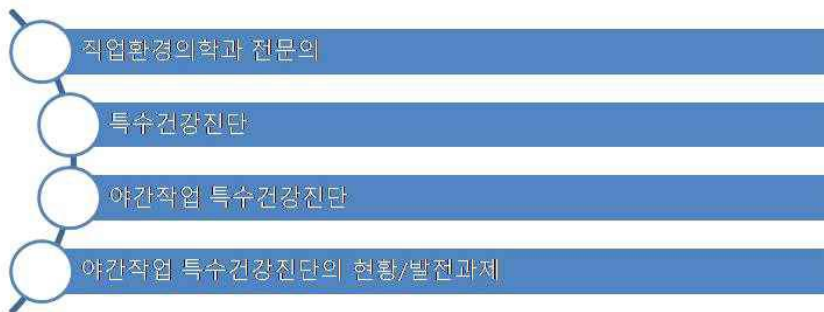 직업환경의학과 전문의
특수건강진단
야간작업 특수건강진단
야간작업 특수건강진단의 현황/발전과제